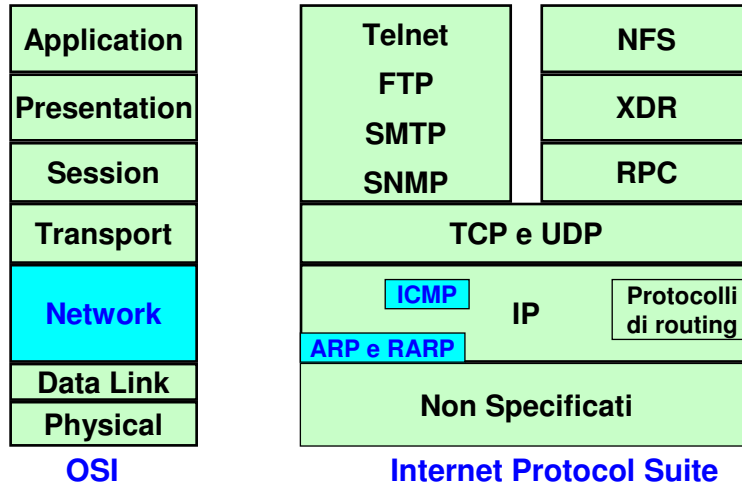 Application
Presentation
Session
Transport
Network
Data Link
Physical
OSI
Telnet
FTP
SMTP
SNMP
NFS
XDR
RPC
TCP e UDP
ICMP
IP
Protocolli
di routing
ARP e RARP
Non Specificati
Internet Protocol Suite